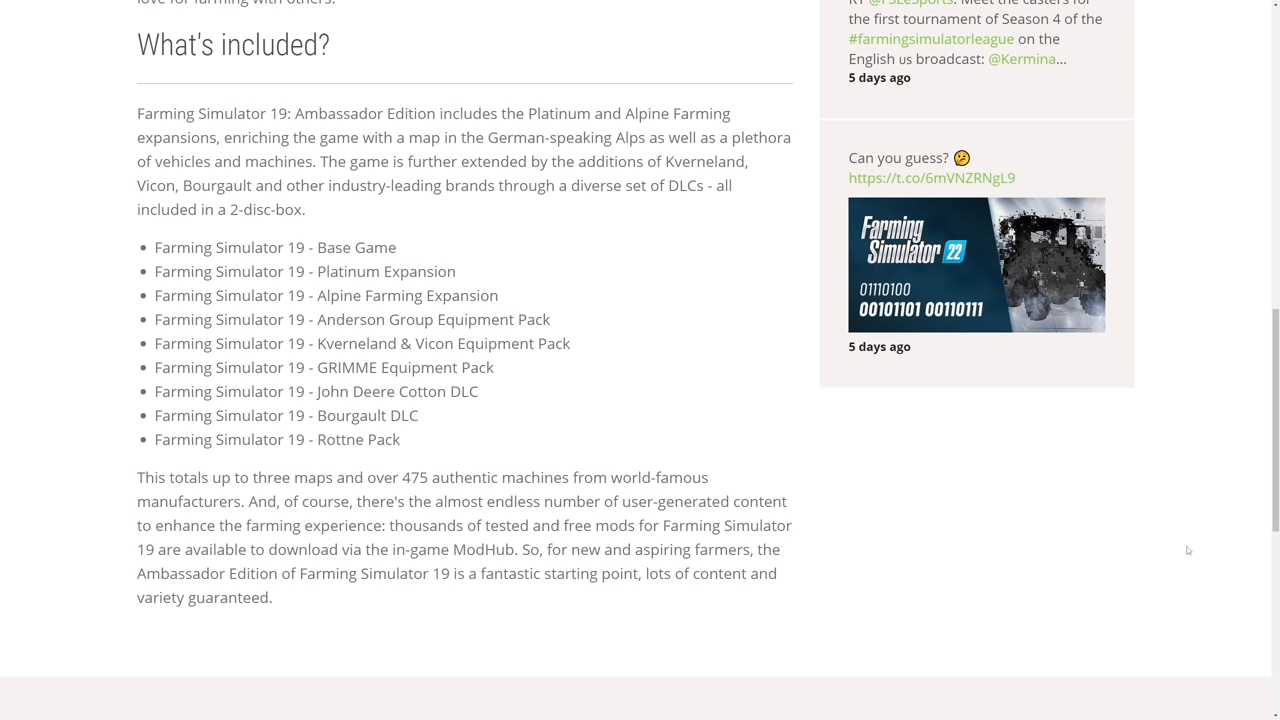 love for farming with others.
What's included?
Farming Simulator 19: Ambassador Edition includes the Platinum and Alpine Farming
expansions, enriching the game with a map in the German-speaking Alps as well as a plethora
of vehicles and machines. The game is further extended by the additions of Kverneland,
Vicon, Bourgault and other industry-leading brands through a diverse set of DLCs - all
included in a 2-disc-box.
• Farming Simulator 19 - Base Game
• Farming Simulator 19 - Platinum Expansion
• Farming Simulator 19 - Alpine Farming Expansion
• Farming Simulator 19 - Anderson Group Equipment Pack
• Farming Simulator 19 - Kverneland & Vicon Equipment Pack
• Farming Simulator 19 - GRIMME Equipment Pack
• Farming Simulator 19 - John Deere Cotton DLC
• Farming Simulator 19 - Bourgault DLC
• Farming Simulator 19 - Rottne Pack
This totals up to three maps and over 475 authentic machines from world-famous
manufacturers. And, of course, there's the almost endless number of user-generated content
to enhance the farming experience: thousands of tested and free mods for Farming Simulator
19 are available to download via the in-game ModHub. So, for new and aspiring farmers, the
Ambassador Edition of Farming Simulator 19 is a fantastic starting point, lots of content and
variety guaranteed.
RT @FSLeSports: Meet the casters for
the first tournament of Season 4 of the
#farmingsimulatorleague on the
English us broadcast: @Kermina...
5 days ago
Can you guess? 🤔
https://t.co/6mVNZRNgL9
Farming
Simulator 22
01110100
00101101 00110111
5 days ago